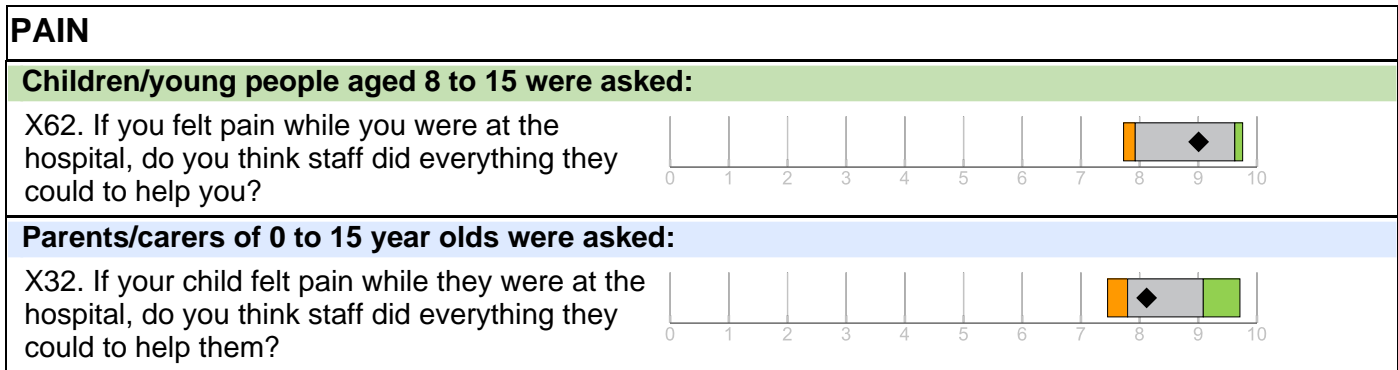 PAIN
Children/young people aged 8 to 15 were asked:
X62. If you felt pain while you were at the
hospital, do you think staff did everything they
could to help you?
0 1 2 3 4 5 6 7 8 9 10
Parents/carers of 0 to 15 year olds were asked:
X32. If your child felt pain while they were at the
hospital, do you think staff did everything they
could to help them?
0 1 2 3 4 5 6 7 8 9 10